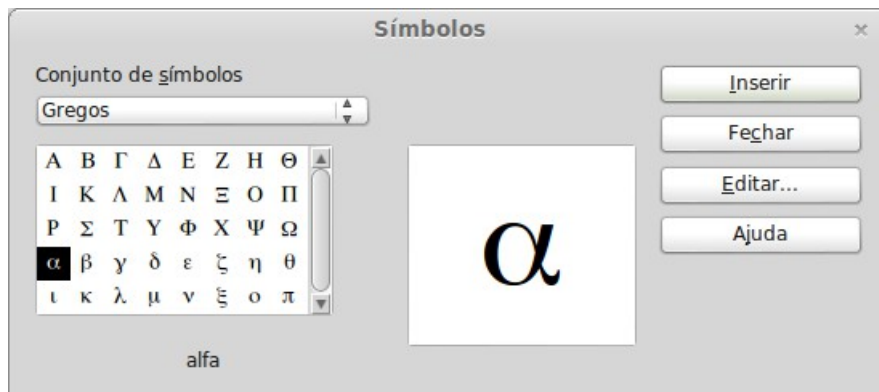 Símbolos
Conjunto de símbolos
Gregos
Α Β Γ Δ Ε Ζ Η Θ
Ι Κ Λ Μ Ν Ξ Ο Π
Ρ Σ Τ Υ Φ Χ Ψ Ω
α β γ δ ε ζ η θ
ι κ λ μ ν ξ ο π
alfa
α
Inserir
Fechar
Editar...
Ajuda